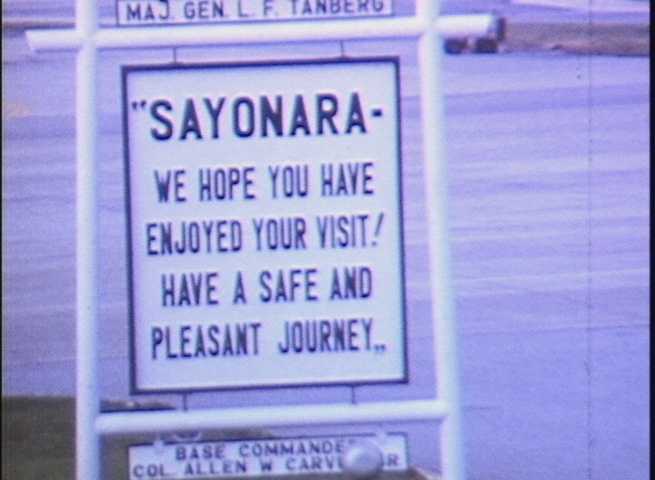 MAJ. GEN. L. F. TANBERG
"SAYONARA-
WE HOPE YOU HAVE
ENJOYED YOUR VISIT!
HAVE A SAFE AND
PLEASANT JOURNEY„
BASE COMMANDER
COL. ALLEN W